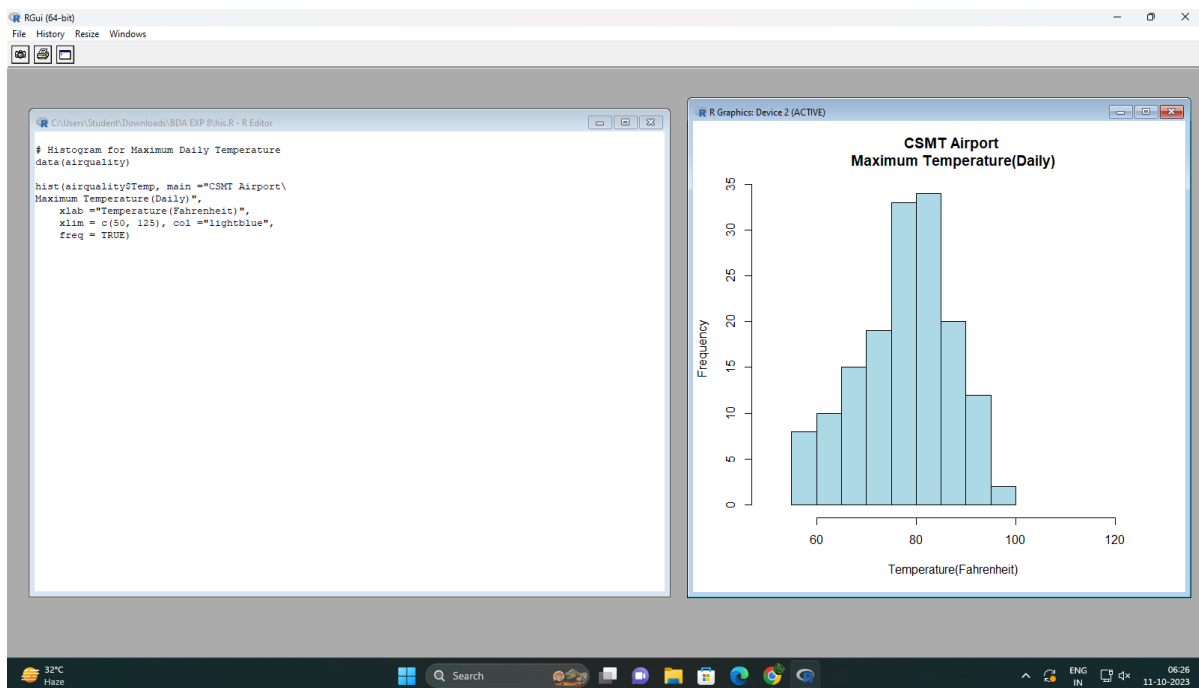 RGui (64-bit)
File History Resize Windows
C:\Users\Student\Downloads\BDA EXP 8\his.R - R Editor
# Histogram for Maximum Daily Temperature
data(airquality)
hist(airquality$Temp, main ="CSMT Airport\
Maximum Temperature(Daily)",
xlab ="Temperature(Fahrenheit)",
xlim = c(50, 125), col ="lightblue",
freq = TRUE)
R Graphics: Device 2 (ACTIVE)
CSMT Airport
Maximum Temperature(Daily)
35
30
25
20
15
10
5
0
Frequency
60 80 100 120
Temperature(Fahrenheit)
32°C
Haze
Search
ENG
IN
06:26
11-10-2023